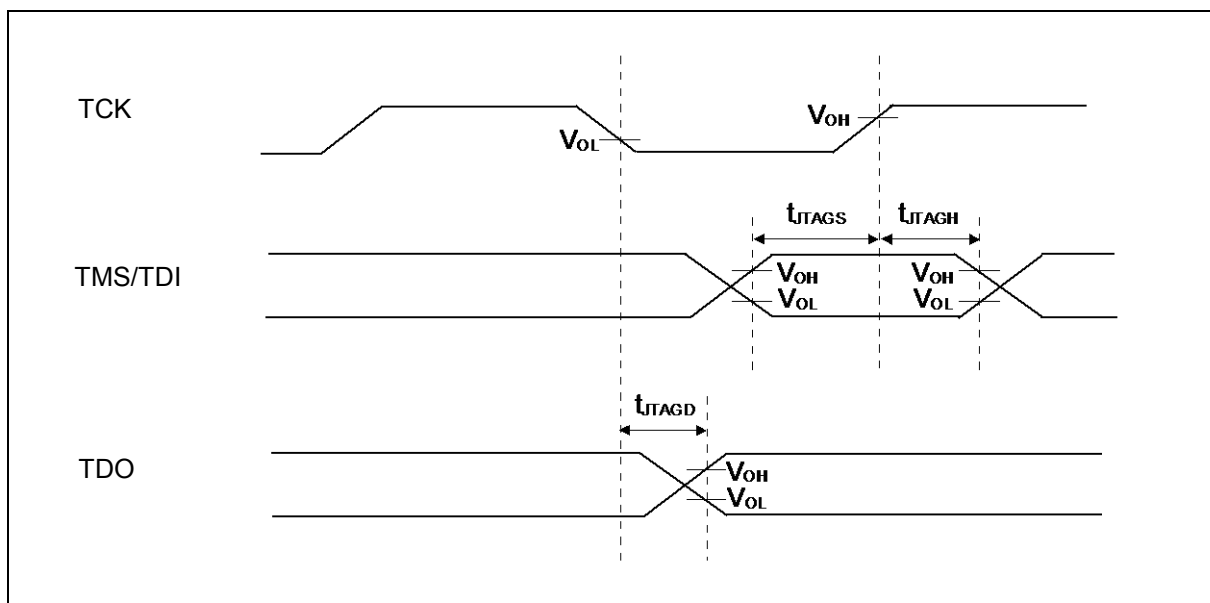 TCK
VOL
VOH
tJTAGS
tJTAGH
TMS/TDI
VOH
VOL
VOH
VOL
tJTAGD
TDO
VOH
VOL